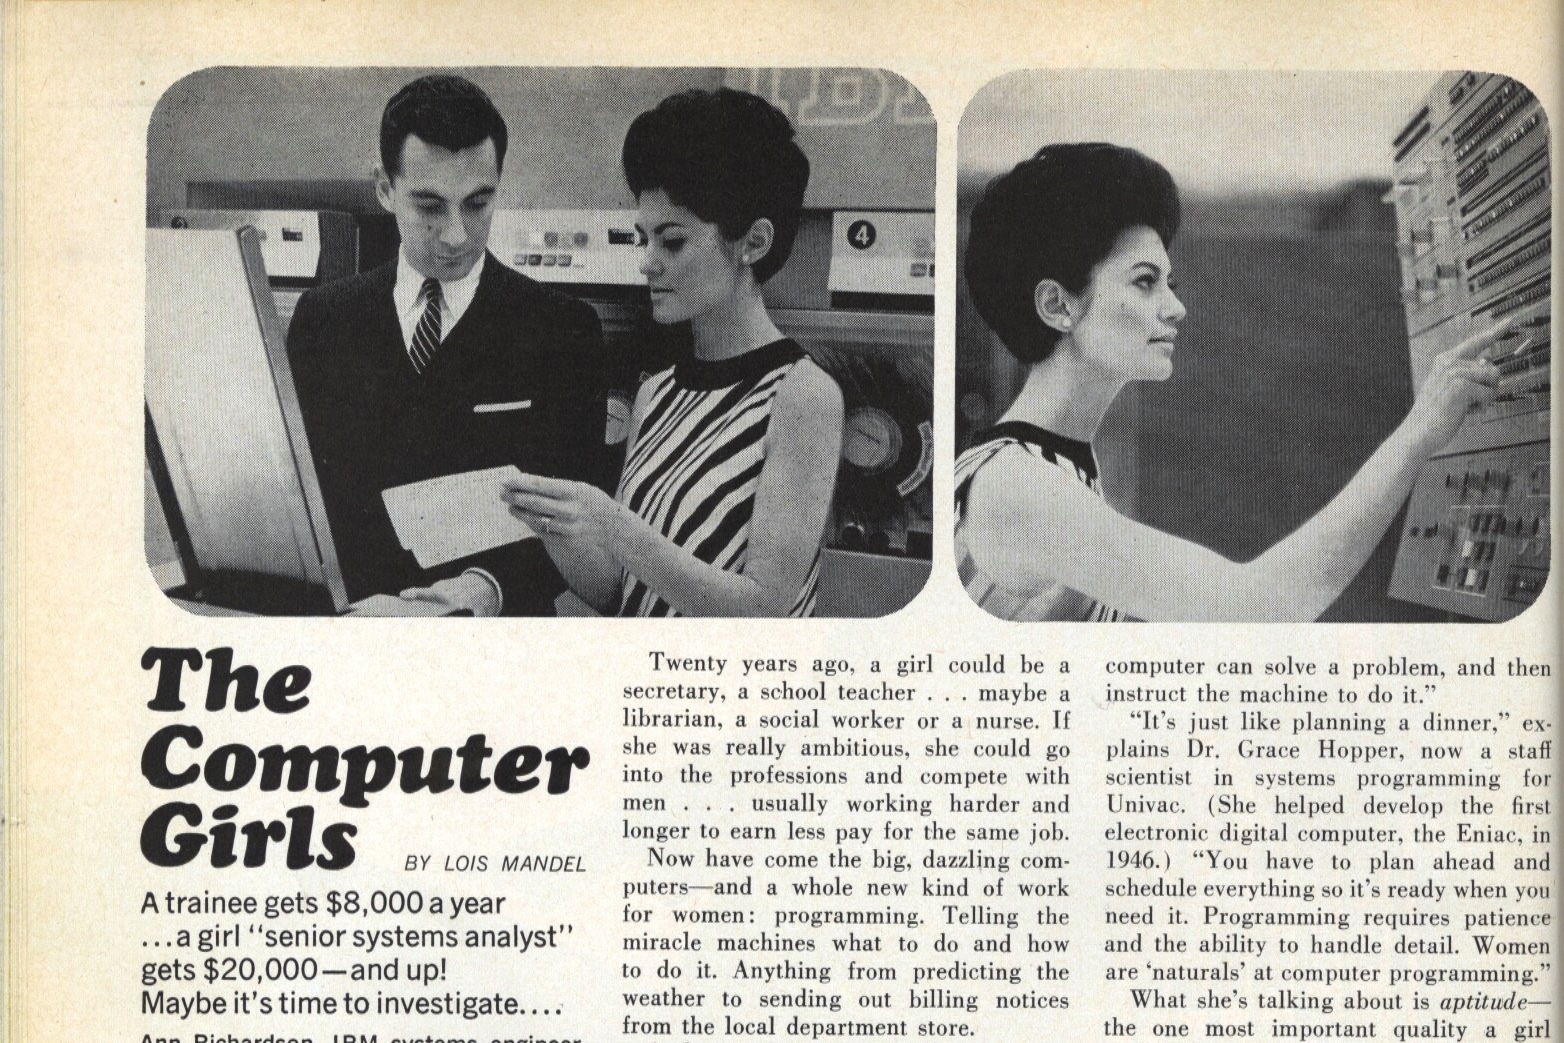 4
The
Computer
Girls
BY LOIS MANDEL
A trainee gets $8,000 a year
...a girl “senior systems analyst”
gets $20,000—and up!
Maybe it's time to investigate....
Ann Richardson, IBM systems engineer
Twenty years ago, a girl could be a
secretary, a school teacher . . . maybe a
librarian, a social worker or a nurse. If
she was really ambitious, she could go
into the professions and compete with
men . . . usually working harder and
longer to earn less pay for the same job.
Now have come the big, dazzling com-
puters—and a whole new kind of work
for women: programming. Telling the
miracle machines what to do and how
to do it. Anything from predicting the
weather to sending out billing notices
from the local department store.
computer can solve a problem, and then
instruct the machine to do it.”
“It's just like planning a dinner,” ex-
plains Dr. Grace Hopper, now a staff
scientist in systems programming for
Univac. (She helped develop the first
electronic digital computer, the Eniac, in
1946.) “You have to plan ahead and
schedule everything so it's ready when you
need it. Programming requires patience
and the ability to handle detail. Women
are ‘naturals’ at computer programming.”
What she's talking about is aptitude—
the one most important quality a girl